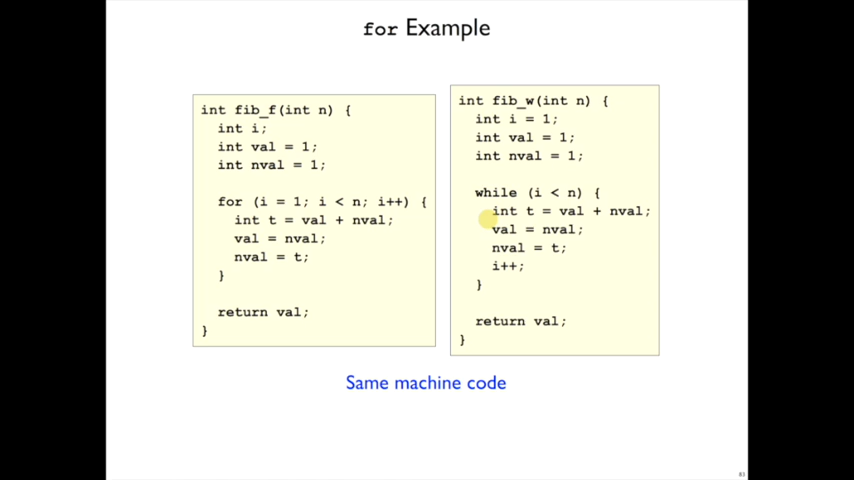 for Example
int fib_f(int n) {
int i;
int val = 1;
int nval = 1;
for (i = 1; i < n; i++) {
int t = val + nval;
val = nval;
nval = t;
}
return val;
}
int fib_w(int n) {
int i = 1;
int val = 1;
int nval = 1;
while (i < n) {
int t = val + nval;
val = nval;
nval = t;
i++;
}
return val;
}
Same machine code